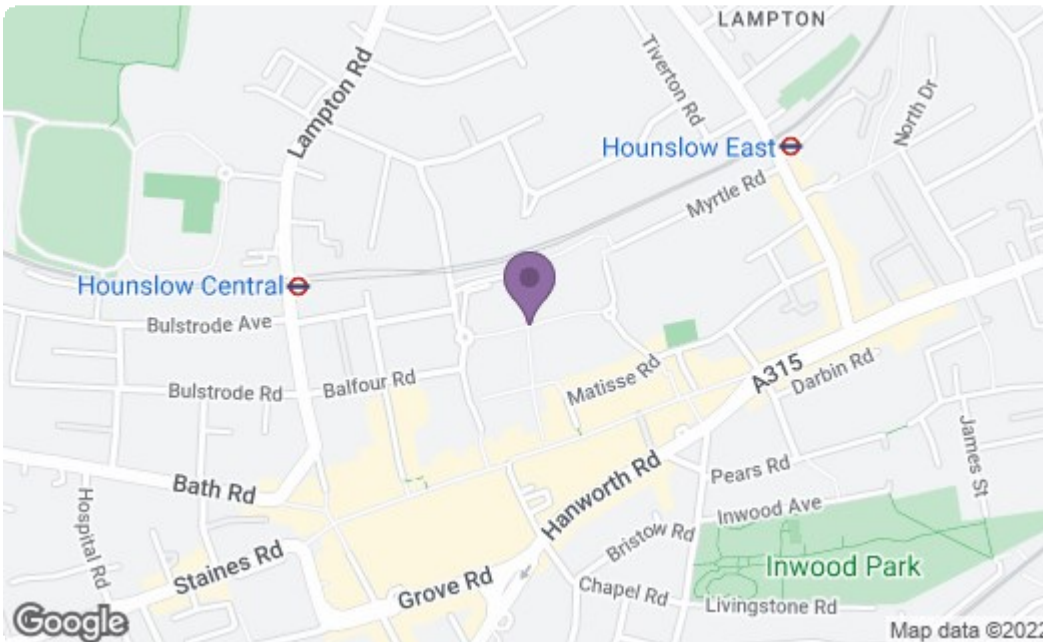 LAMPTON
Tiverton Rd
Lampton Rd
North Dr
Hounslow East
Myrtle Rd
Hounslow Central
Bulstrode Ave
Bulstrode Rd
Balfour Rd
Matisse Rd
A315
Darbin Rd
James St
Bath Rd
Hanworth Rd
Pears Rd
Hospital Rd
Inwood Ave
Staines Rd
Bristow Rd
Inwood Park
Grove Rd
Chapel Rd
Livingstone Rd
Google
Map data ©202